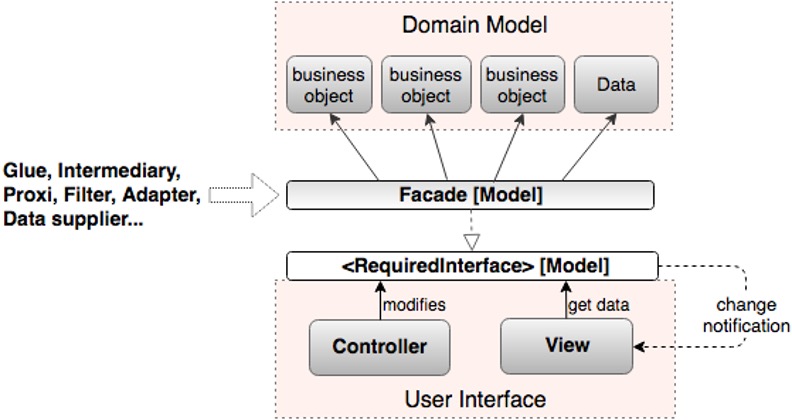 Domain Model
business
object
business
object
business
object
Data
Glue, Intermediary,
Proxi, Filter, Adapter,
Data supplier...
Facade [Model]
<RequiredInterface> [Model]
modifies
get data
change
notification
Controller
View
User Interface